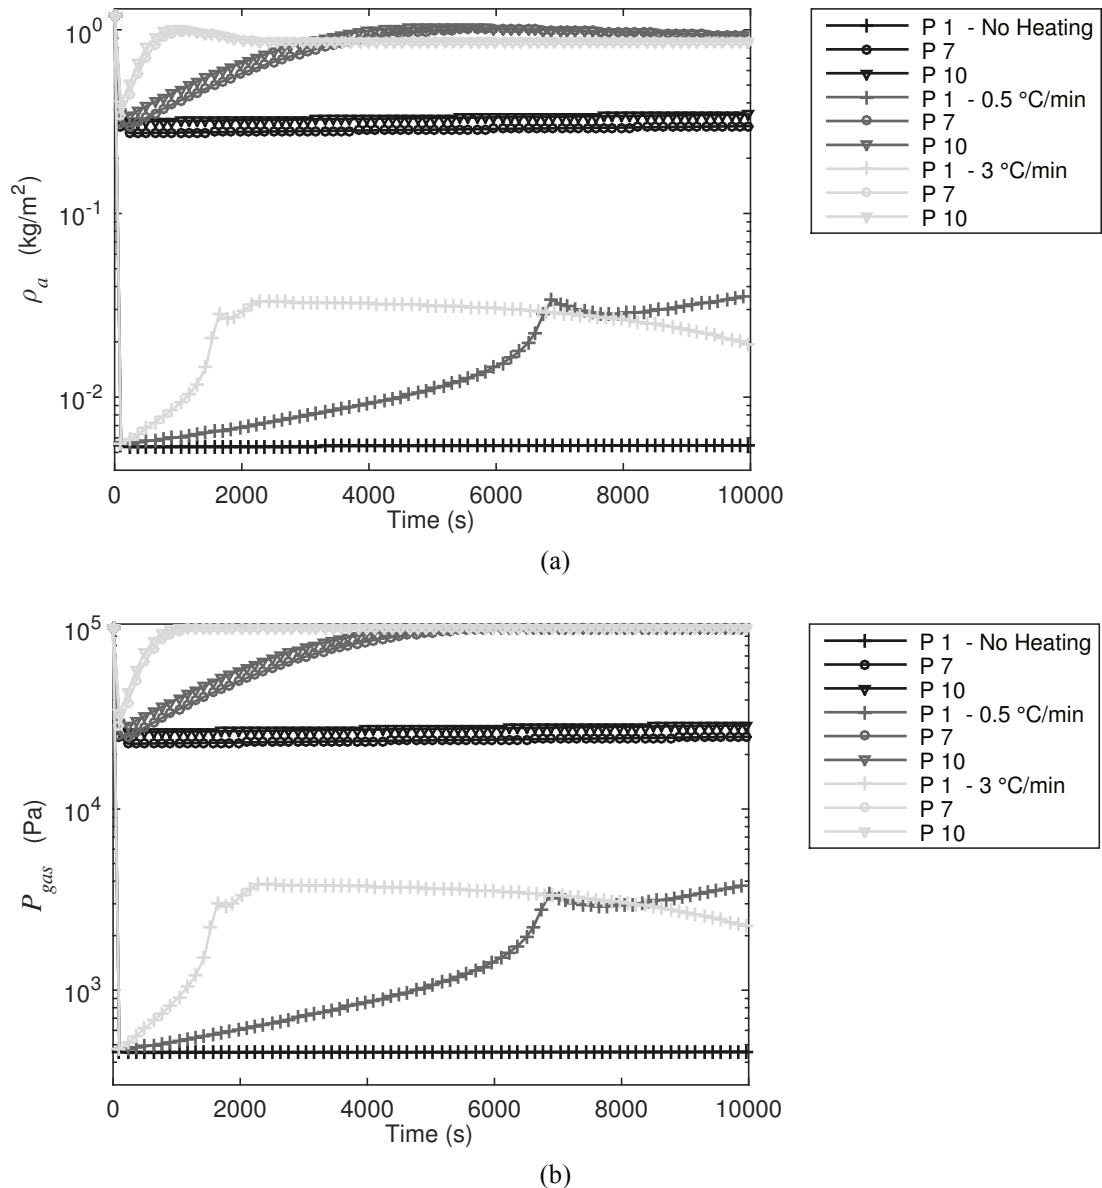 10^0
10^-1
10^-2
ρ_a (kg/m^2)
0 2000 4000 6000 8000 10000
Time (s)
P 1 - No Heating
P 7
P 10
P 1 - 0.5 °C/min
P 7
P 10
P 1 - 3 °C/min
P 7
P 10
(a)
10^5
10^4
10^3
P_gas (Pa)
0 2000 4000 6000 8000 10000
Time (s)
P 1 - No Heating
P 7
P 10
P 1 - 0.5 °C/min
P 7
P 10
P 1 - 3 °C/min
P 7
P 10
(b)